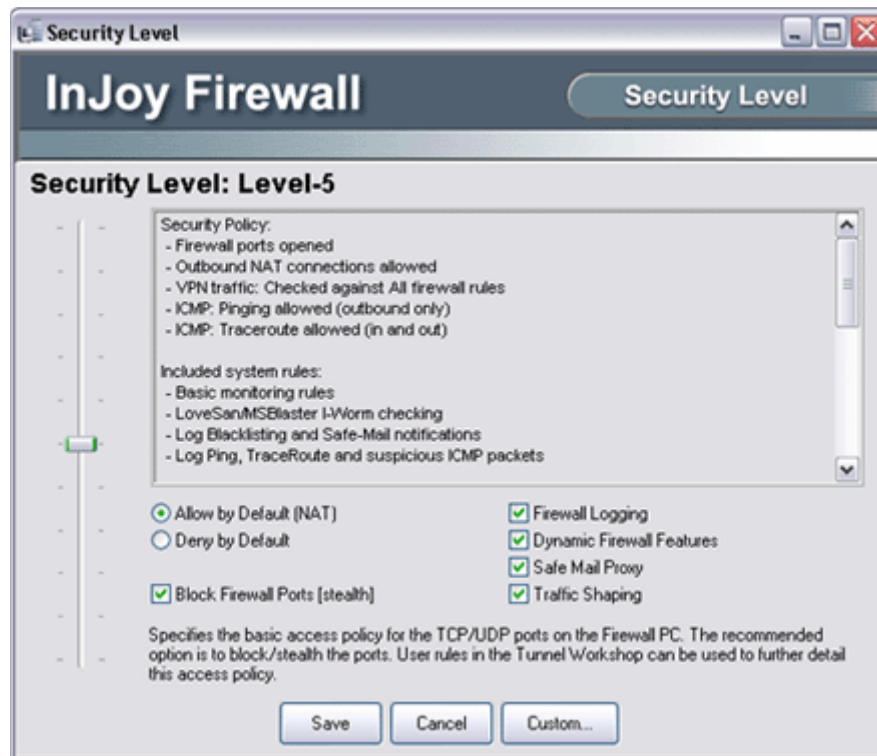 Security Level
InJoy Firewall
Security Level
Security Level: Level-5
Security Policy:
- Firewall ports opened
- Outbound NAT connections allowed
- VPN traffic: Checked against All firewall rules
- ICMP: Pinging allowed (outbound only)
- ICMP: Traceroute allowed (in and out)
Included system rules:
- Basic monitoring rules
- LoveSan/MSBlaster I-Worm checking
- Log Blacklisting and Safe-Mail notifications
- Log Ping, TraceRoute and suspicious ICMP packets
Allow by Default (NAT)
Deny by Default
Block Firewall Ports [stealth]
Firewall Logging
Dynamic Firewall Features
Safe Mail Proxy
Traffic Shaping
Specifies the basic access policy for the TCP/UDP ports on the Firewall PC. The recommended
option is to block/stealth the ports. User rules in the Tunnel Workshop can be used to further detail
this access policy.
Save
Cancel
Custom...